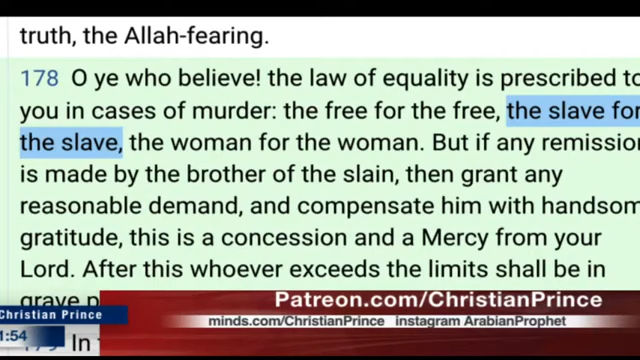 truth, the Allah-fearing.
178 O ye who believe! the law of equality is prescribed to
you in cases of murder: the free for the free, the slave for
the slave, the woman for the woman. But if any remission
is made by the brother of the slain, then grant any
reasonable demand, and compensate him with handsom
gratitude, this is a concession and a Mercy from your
Lord. After this whoever exceeds the limits shall be in
grave p
Patreon.com/ChristianPrince
Christian Prince
minds.com/ChristianPrince instagram ArabianProphet
1:54
In